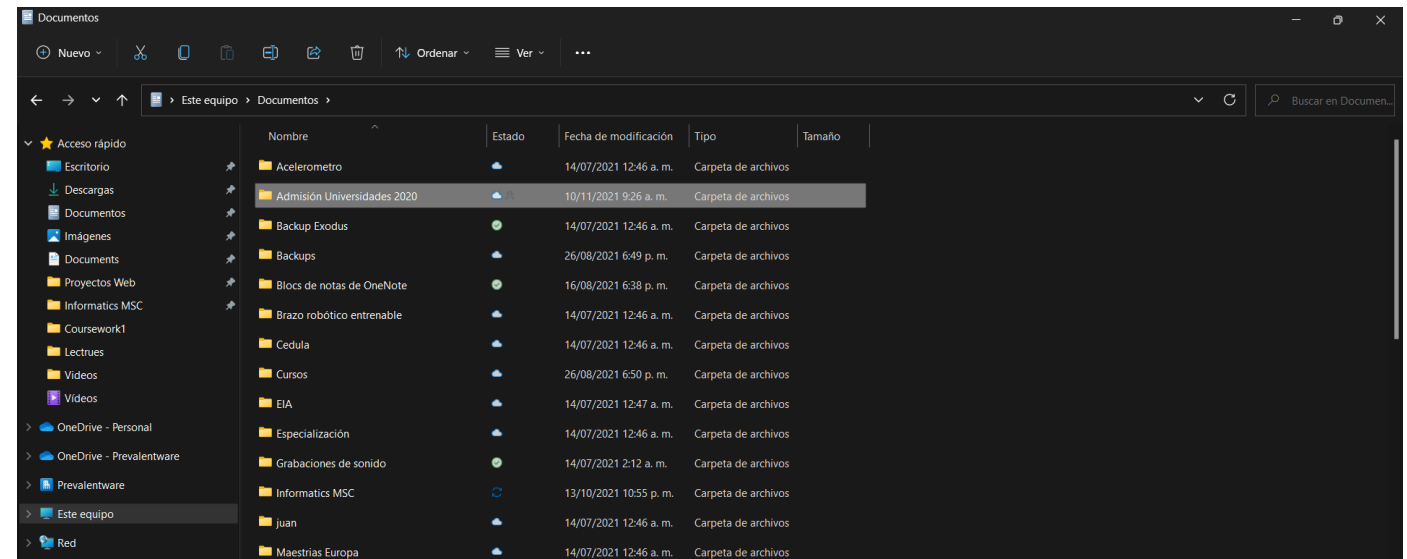 Documentos
Nuevo Ordenar Ver
Este equipo Documentos Buscar en Documen...
Nombre Estado Fecha de modificación Tipo Tamaño
Acceso rápido
Escritorio
Descargas
Documentos
Imágenes
Documents
Proyectos Web
Informatics MSC
Coursework1
Lectrues
Videos
Vídeos
OneDrive - Personal
OneDrive - Prevalentware
Prevalentware
Este equipo
Red
Acelerometro 14/07/2021 12:46 a. m. Carpeta de archivos
Admisión Universidades 2020 10/11/2021 9:26 a. m. Carpeta de archivos
Backup Exodus 14/07/2021 12:46 a. m. Carpeta de archivos
Backups 26/08/2021 6:49 p. m. Carpeta de archivos
Blocs de notas de OneNote 16/08/2021 6:38 p. m. Carpeta de archivos
Brazo robótico entrenable 14/07/2021 12:46 a. m. Carpeta de archivos
Cedula 14/07/2021 12:46 a. m. Carpeta de archivos
Cursos 26/08/2021 6:50 p. m. Carpeta de archivos
EIA 14/07/2021 12:47 a. m. Carpeta de archivos
Especialización 14/07/2021 12:46 a. m. Carpeta de archivos
Grabaciones de sonido 14/07/2021 2:12 a. m. Carpeta de archivos
Informatics MSC 13/10/2021 10:55 p. m. Carpeta de archivos
juan 14/07/2021 12:46 a. m. Carpeta de archivos
Maestrias Europa 14/07/2021 12:46 a. m. Carpeta de archivos